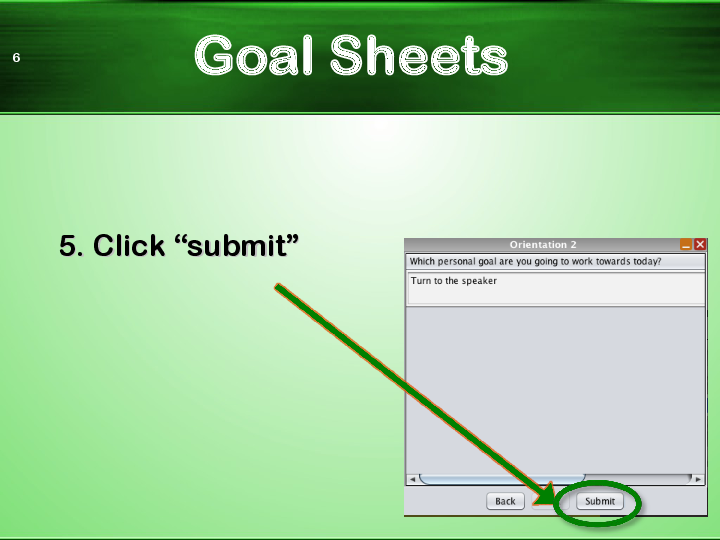 6
Goal Sheets
5. Click “submit”
Orientation 2
Which personal goal are you going to work towards today?
Turn to the speaker
Back
Submit